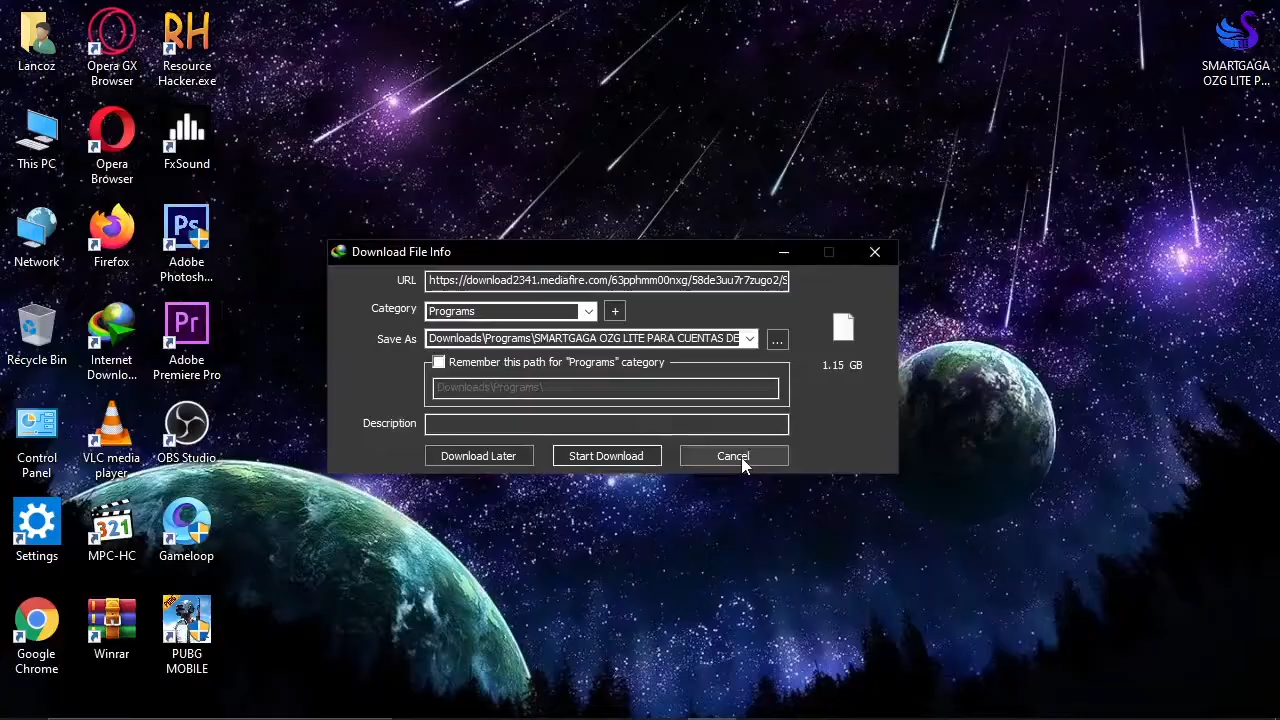 Lancoz
Opera GX
Browser
RH
Resource
Hacker.exe
SMARTGAGA
OZG LITE P...
This PC
Opera
Browser
FxSound
Network
Firefox
Ps
Adobe
Photosh...
Recycle Bin
Internet
Downlo...
Pr
Adobe
Premiere Pro
Control
Panel
VLC media
player
OBS Studio
Settings
321
MPC-HC
Gameloop
Google
Chrome
Winrar
PUBG
MOBILE
Download File Info
URL
https://download2341.mediafire.com/63pphmm00nxg/58de3uu7r7zugo2/S
Category
Programs
+
Save As
Downloads\Programs\SMARTGAGA OZG LITE PARA CUENTAS DE
...
1.15 GB
Remember this path for "Programs" category
Downloads\Programs\
Description
Download Later
Start Download
Cancel